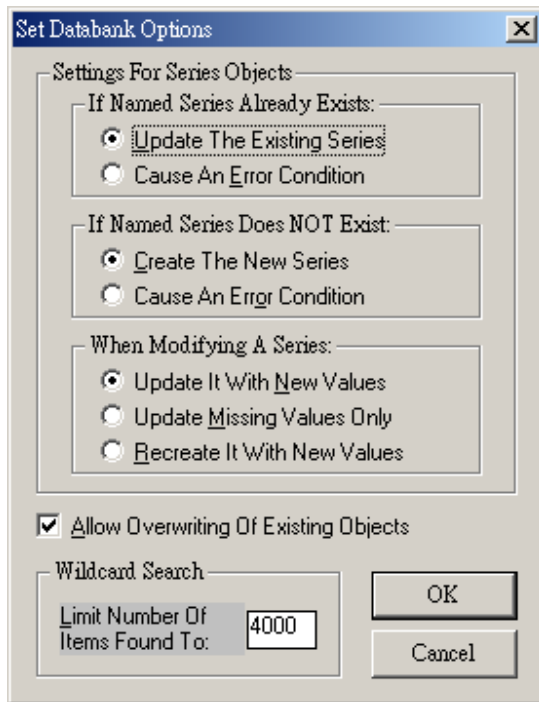 Set Databank Options
Settings For Series Objects
If Named Series Already Exists:
Update The Existing Series
Cause An Error Condition
If Named Series Does NOT Exist:
Create The New Series
Cause An Error Condition
When Modifying A Series:
Update It With New Values
Update Missing Values Only
Recreate It With New Values
Allow Overwriting Of Existing Objects
Wildcard Search
Limit Number Of
Items Found To:
4000
OK
Cancel